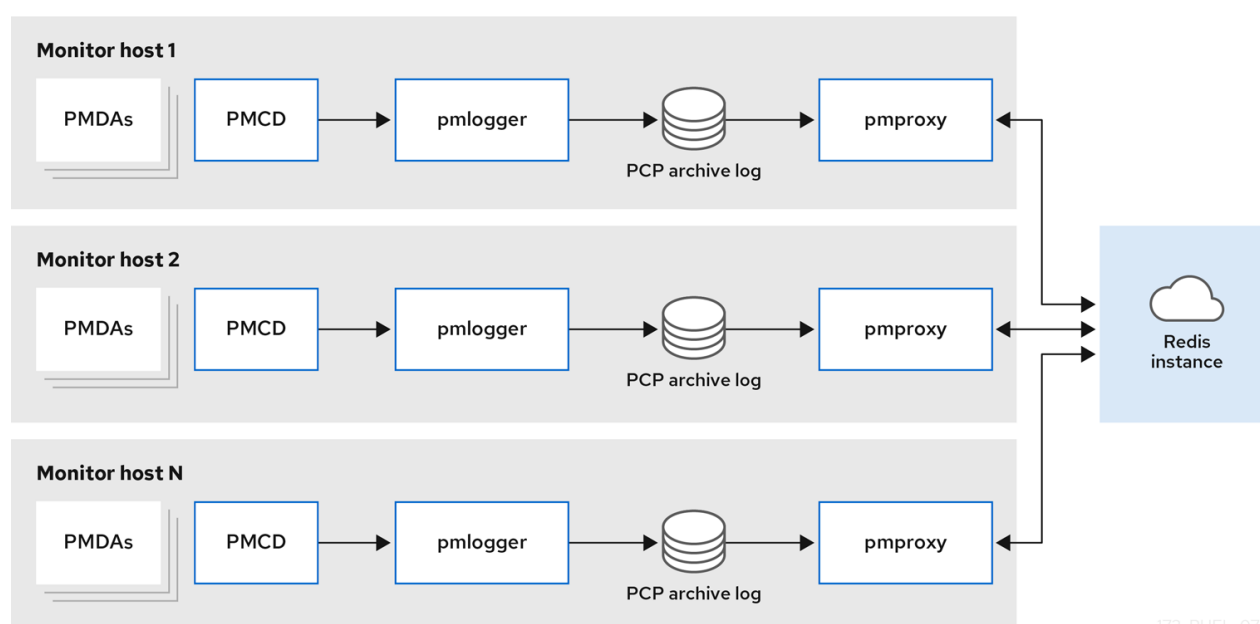 Monitor host 1
PMDAs
PMCD
pmlogger
PCP archive log
pmproxy
Monitor host 2
PMDAs
PMCD
pmlogger
PCP archive log
pmproxy
Redis
instance
Monitor host N
PMDAs
PMCD
pmlogger
PCP archive log
pmproxy